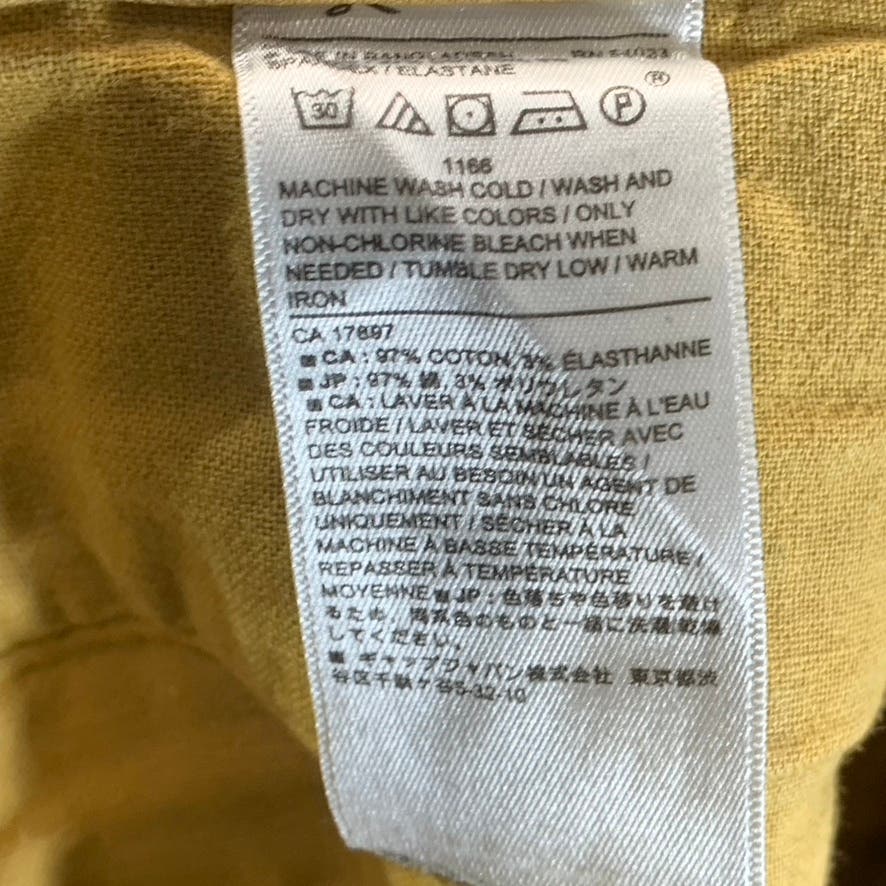 SPANDEX / ELASTANE
30
P
®
1166
MACHINE WASH COLD / WASH AND
DRY WITH LIKE COLORS / ONLY
NON-CHLORINE BLEACH WHEN
NEEDED / TUMBLE DRY LOW / WARM
IRON
CA 17897
■ CA : 97% COTON, 3% ÉLASTHANNE
■ JP : 97% 綿, 3% ポリウレタン
■ CA : LAVER À LA MACHINE À L'EAU
FROIDE / LAVER ET SÉCHER AVEC
DES COULEURS SEMBLABLES /
UTILISER AU BESOIN UN AGENT DE
BLANCHIMENT SANS CHLORE
UNIQUEMENT / SÉCHER À LA
MACHINE À BASSE TEMPÉRATURE /
REPASSER À TEMPÉRATURE
MOYENNE ■ JP : 色落ちや色移りを避け
るため、同系色のものと一緒に洗濯/乾燥
してください。
■ ギャップジャパン株式会社 東京都渋
谷区千駄ヶ谷5-32-10